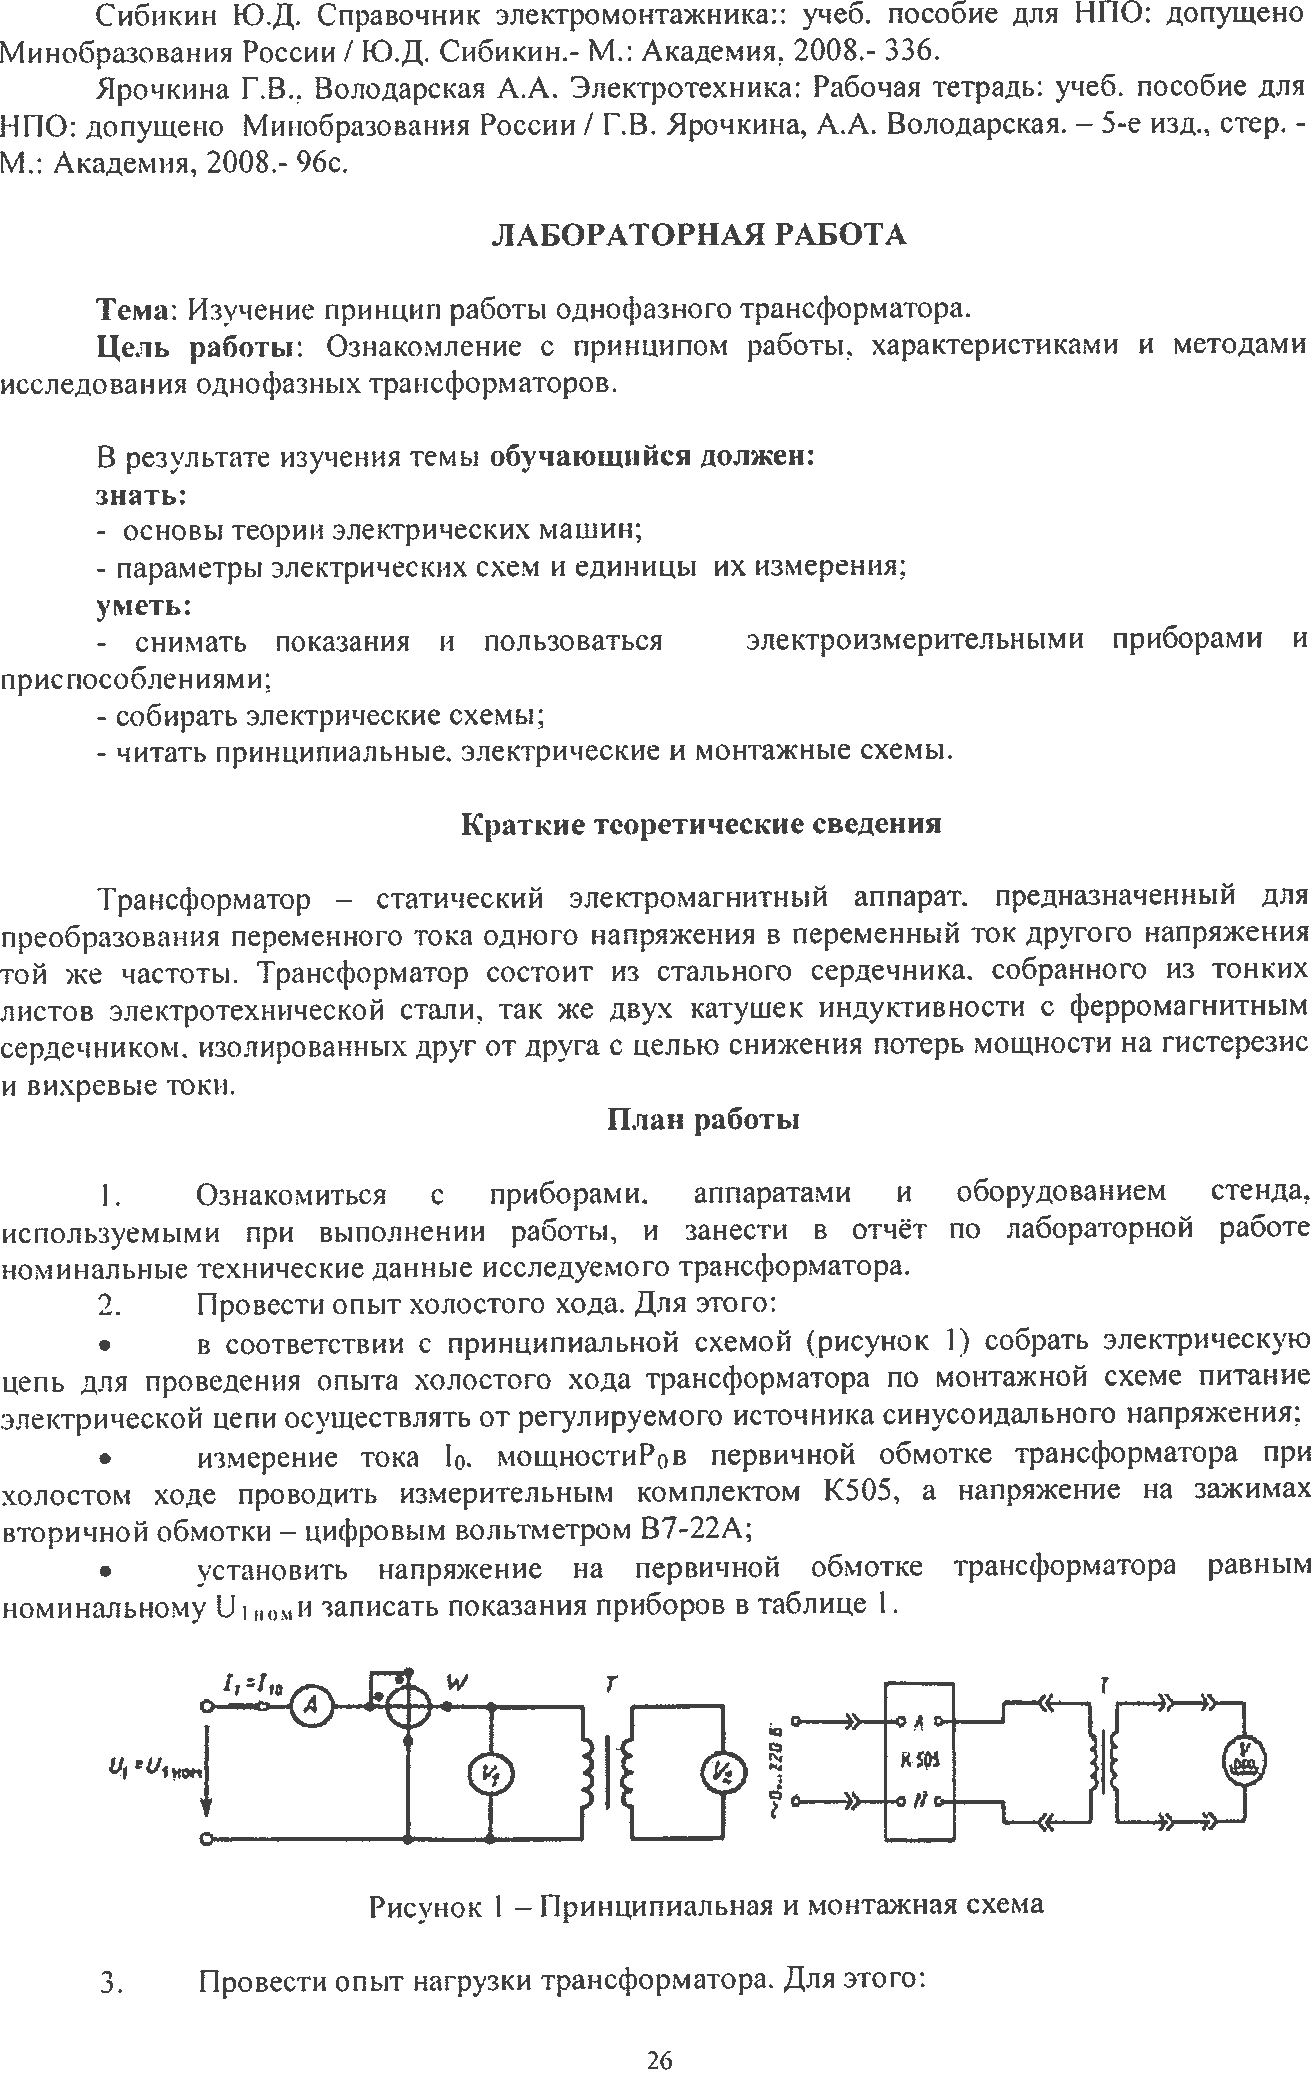 Сибикин Ю.Д. Справочник электромонтажника:: учеб. пособие для НПО: допущено
Минобразования России / Ю.Д. Сибикин.- М.: Академия, 2008.- 336.
Ярочкина Г.В., Володарская А.А. Электротехника: Рабочая тетрадь: учеб. пособие для
НПО: допущено Минобразования России / Г.В. Ярочкина, А.А. Володарская. – 5-е изд., стер. -
М.: Академия, 2008.- 96с.
ЛАБОРАТОРНАЯ РАБОТА
Тема: Изучение принцип работы однофазного трансформатора.
Цель работы: Ознакомление с принципом работы, характеристиками и методами
исследования однофазных трансформаторов.
В результате изучения темы обучающийся должен:
знать:
- основы теории электрических машин;
- параметры электрических схем и единицы их измерения;
уметь:
- снимать показания и пользоваться электроизмерительными приборами и
приспособлениями;
- собирать электрические схемы;
- читать принципиальные, электрические и монтажные схемы.
Краткие теоретические сведения
Трансформатор – статический электромагнитный аппарат, предназначенный для
преобразования переменного тока одного напряжения в переменный ток другого напряжения
той же частоты. Трансформатор состоит из стального сердечника, собранного из тонких
листов электротехнической стали, так же двух катушек индуктивности с ферромагнитным
сердечником, изолированных друг от друга с целью снижения потерь мощности на гистерезис
и вихревые токи.
План работы
1. Ознакомиться с приборами, аппаратами и оборудованием стенда,
используемыми при выполнении работы, и занести в отчёт по лабораторной работе
номинальные технические данные исследуемого трансформатора.
2. Провести опыт холостого хода. Для этого:
• в соответствии с принципиальной схемой (рисунок 1) собрать электрическую
цепь для проведения опыта холостого хода трансформатора по монтажной схеме питание
электрической цепи осуществлять от регулируемого источника синусоидального напряжения;
• измерение тока I₀, мощностиP₀в первичной обмотке трансформатора при
холостом ходе проводить измерительным комплектом К505, а напряжение на зажимах
вторичной обмотки – цифровым вольтметром В7-22А;
• установить напряжение на первичной обмотке трансформатора равным
номинальному U₁номи записать показания приборов в таблице 1.
I₁=I₁₀ A W T
U₁=U₁ном V₁ V₂
~0...220 В A К505 N T V
Рисунок 1 – Принципиальная и монтажная схема
3. Провести опыт нагрузки трансформатора. Для этого:
26